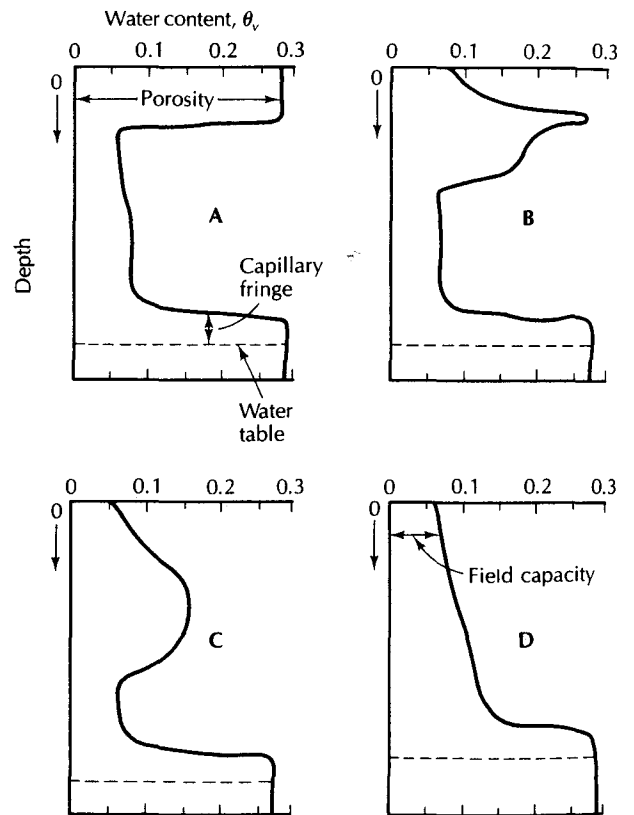 Water content, θv
0 0.1 0.2 0.3
0 0.1 0.2 0.3
0
Porosity
0
A
B
Capillary
fringe
Depth
Water
table
0 0.1 0.2 0.3
0 0.1 0.2 0.3
0
0
Field capacity
C
D